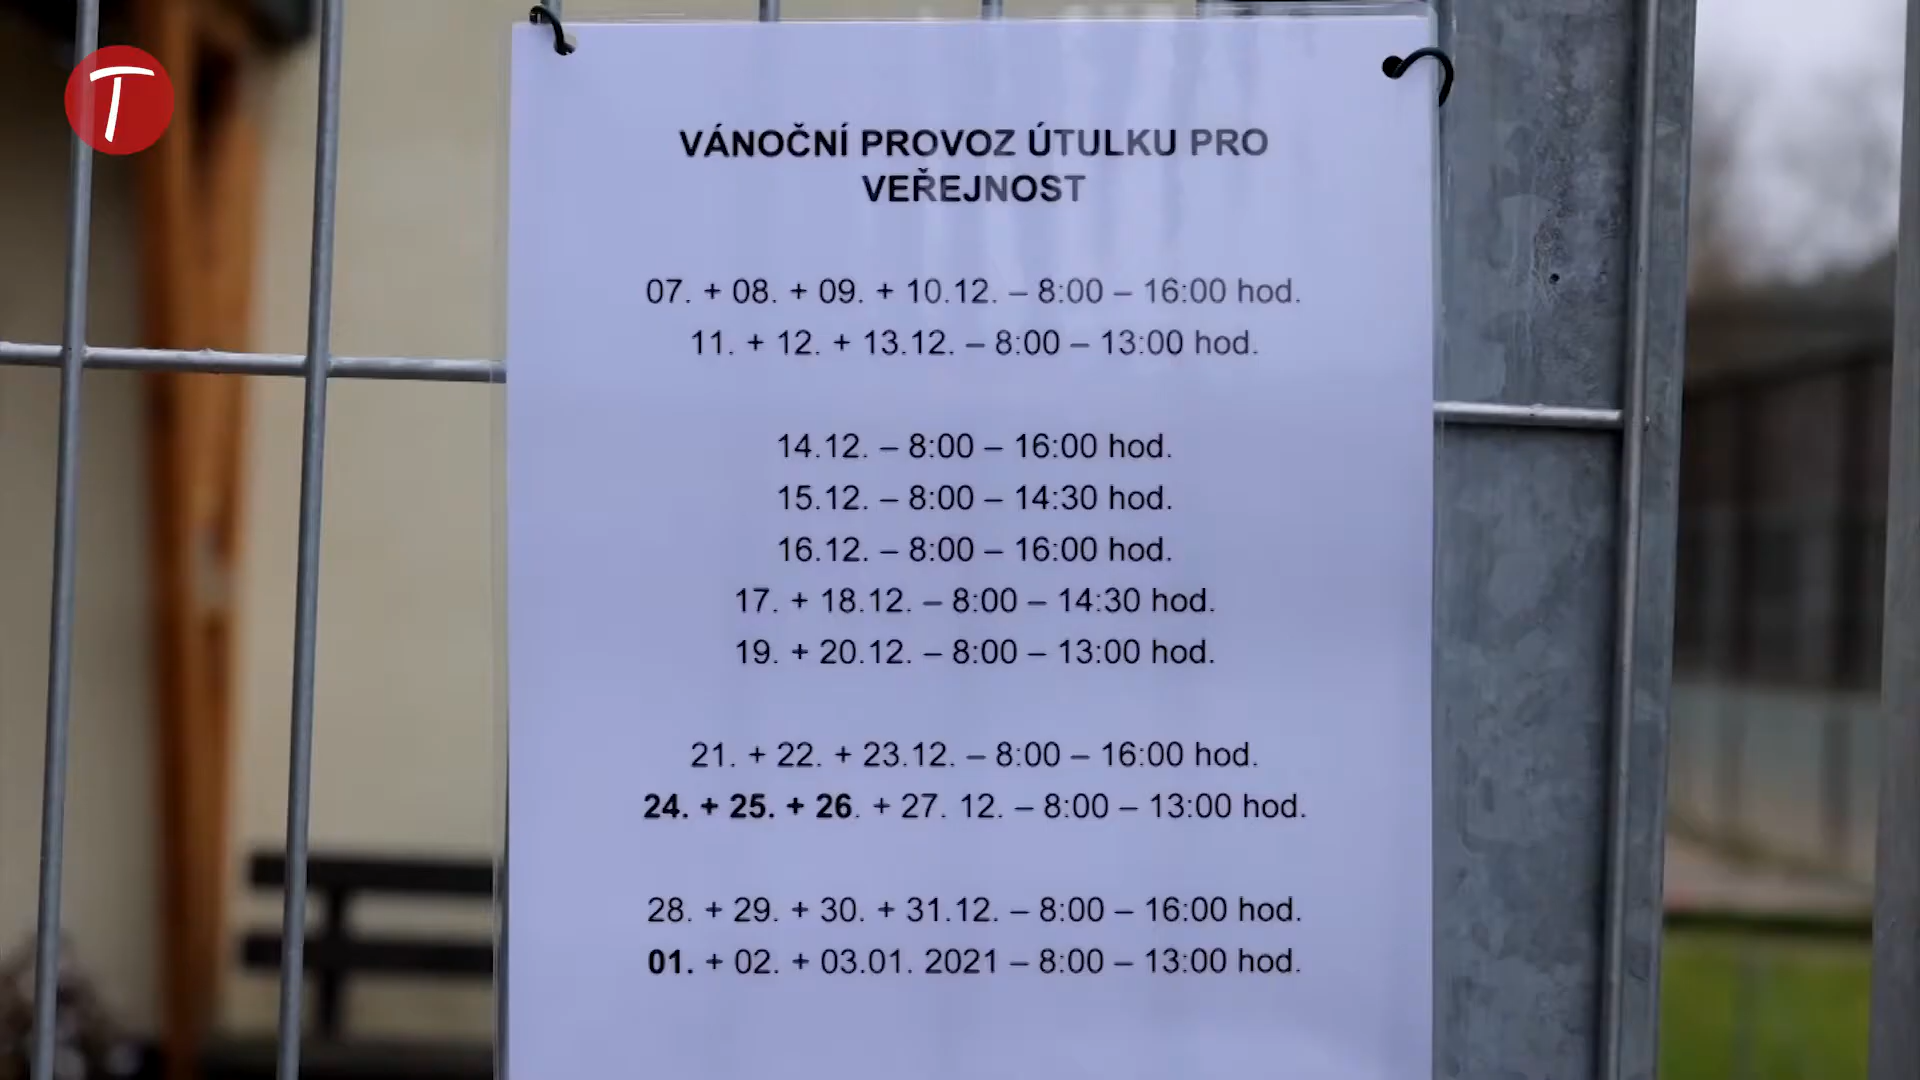 T
VÁNOČNÍ PROVOZ ÚTULKU PRO
VEŘEJNOST
07. + 08. + 09. + 10.12. – 8:00 – 16:00 hod.
11. + 12. + 13.12. – 8:00 – 13:00 hod.
14.12. – 8:00 – 16:00 hod.
15.12. – 8:00 – 14:30 hod.
16.12. – 8:00 – 16:00 hod.
17. + 18.12. – 8:00 – 14:30 hod.
19. + 20.12. – 8:00 – 13:00 hod.
21. + 22. + 23.12. – 8:00 – 16:00 hod.
24. + 25. + 26. + 27. 12. – 8:00 – 13:00 hod.
28. + 29. + 30. + 31.12. – 8:00 – 16:00 hod.
01. + 02. + 03.01. 2021 – 8:00 – 13:00 hod.